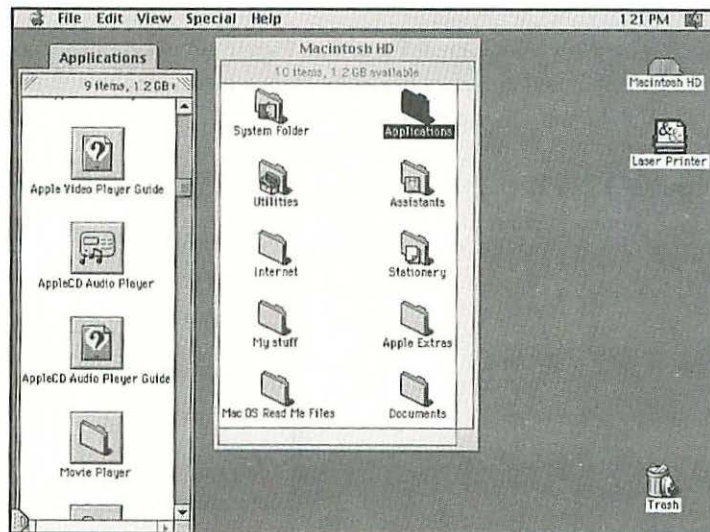 File Edit View Special Help
1 21 PM
Applications
9 items, 1.2 GB
Apple Video Player Guide
AppleCD Audio Player
AppleCD Audio Player Guide
Movie Player
Macintosh HD
10 items, 1.2 GB available
System Folder
Applications
Utilities
Assistants
Internet
Stationery
My stuff
Apple Extras
Mac OS Read Me Files
Documents
Macintosh HD
Laser Printer
Trash